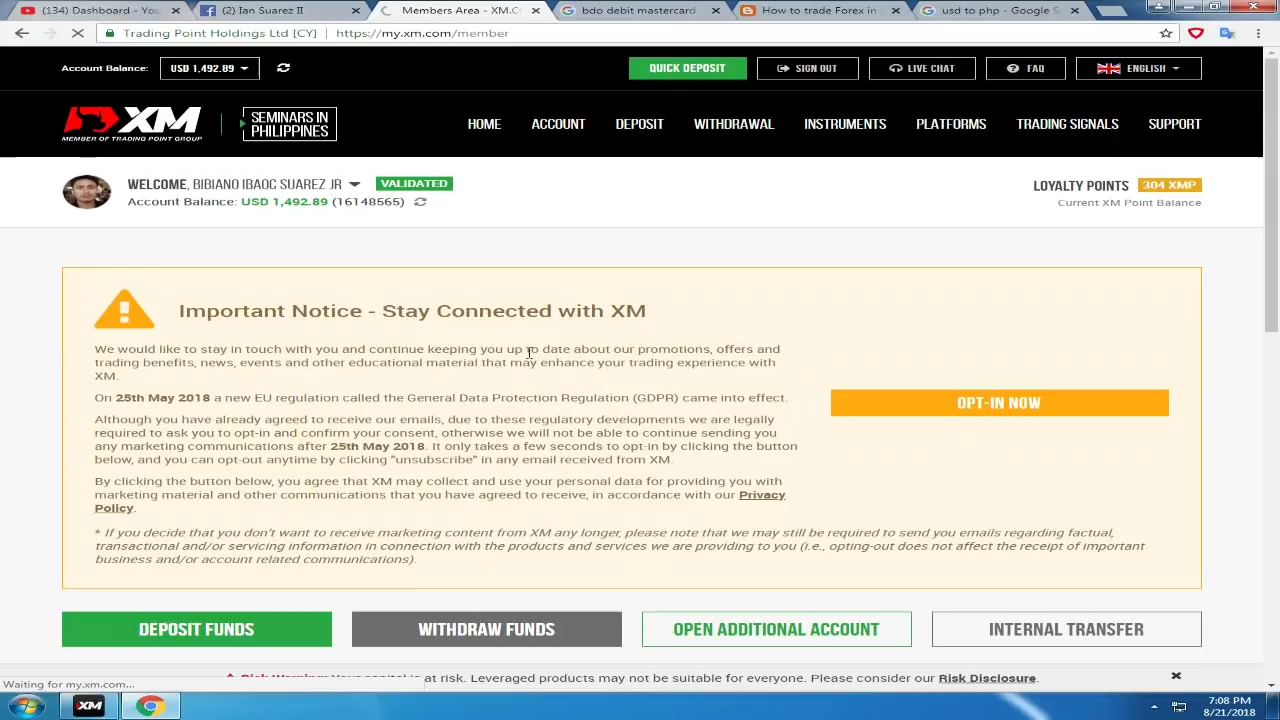 (134) Dashboard - You
(2) Ian Suarez II
Members Area - XM.C
bdo debit mastercard
How to trade Forex in
usd to php - Google S
Trading Point Holdings Ltd [CY]
https://my.xm.com/member
Account Balance:
USD 1,492.89
QUICK DEPOSIT
SIGN OUT
LIVE CHAT
FAQ
ENGLISH
XM
MEMBER OF TRADING POINT GROUP
SEMINARS IN
PHILIPPINES
HOME
ACCOUNT
DEPOSIT
WITHDRAWAL
INSTRUMENTS
PLATFORMS
TRADING SIGNALS
SUPPORT
WELCOME, BIBIANO IBAOC SUAREZ JR
VALIDATED
Account Balance: USD 1,492.89 (16148565)
LOYALTY POINTS 304 XMP
Current XM Point Balance
Important Notice - Stay Connected with XM
We would like to stay in touch with you and continue keeping you up to date about our promotions, offers and
trading benefits, news, events and other educational material that may enhance your trading experience with
XM.
On 25th May 2018 a new EU regulation called the General Data Protection Regulation (GDPR) came into effect.
Although you have already agreed to receive our emails, due to these regulatory developments we are legally
required to ask you to opt-in and confirm your consent, otherwise we will not be able to continue sending you
any marketing communications after 25th May 2018. It only takes a few seconds to opt-in by clicking the button
below, and you can opt-out anytime by clicking "unsubscribe" in any email received from XM.
By clicking the button below, you agree that XM may collect and use your personal data for providing you with
marketing material and other communications that you have agreed to receive, in accordance with our Privacy
Policy.
OPT-IN NOW
* If you decide that you don't want to receive marketing content from XM any longer, please note that we may still be required to send you emails regarding factual,
transactional and/or servicing information in connection with the products and services we are providing to you (i.e., opting-out does not affect the receipt of important
business and/or account related communications).
DEPOSIT FUNDS
WITHDRAW FUNDS
OPEN ADDITIONAL ACCOUNT
INTERNAL TRANSFER
Risk Warning: Your capital is at risk. Leveraged products may not be suitable for everyone. Please consider our Risk Disclosure.
Waiting for my.xm.com...
XM
7:08 PM
8/21/2018